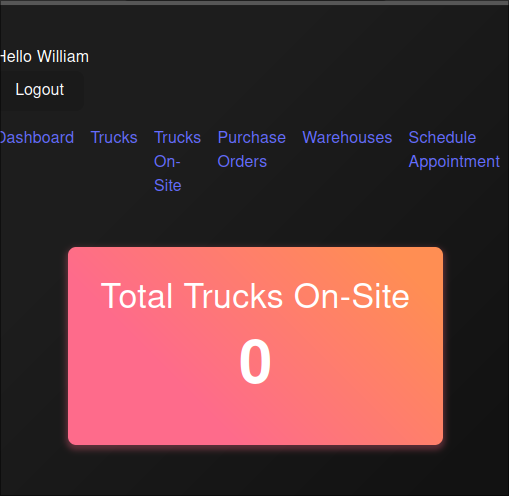 Hello William
Logout
Dashboard Trucks Trucks Purchase Warehouses Schedule
On- Orders Appointment
Site
Total Trucks On-Site
0